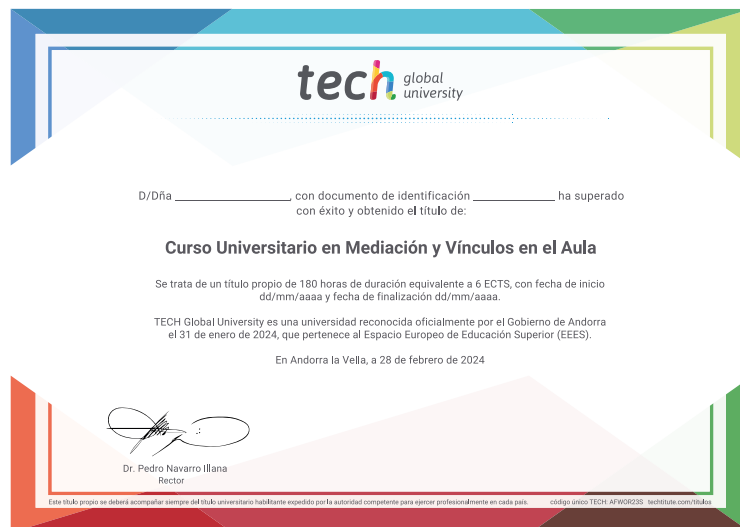 tech global university
D/Dña ______________, con documento de identificación ______________ ha superado
con éxito y obtenido el título de:
Curso Universitario en Mediación y Vínculos en el Aula
Se trata de un título propio de 180 horas de duración equivalente a 6 ECTS, con fecha de inicio
dd/mm/aaaa y fecha de finalización dd/mm/aaaa.
TECH Global University es una universidad reconocida oficialmente por el Gobierno de Andorra
el 31 de enero de 2024, que pertenece al Espacio Europeo de Educación Superior (EEES).
En Andorra la Vella, a 28 de febrero de 2024
Dr. Pedro Navarro Illana
Rector
Este título propio se deberá acompañar siempre del título universitario habilitante expedido por la autoridad competente para ejercer profesionalmente en cada país. código único TECH: AFWOR23S techtitute.com/titulos